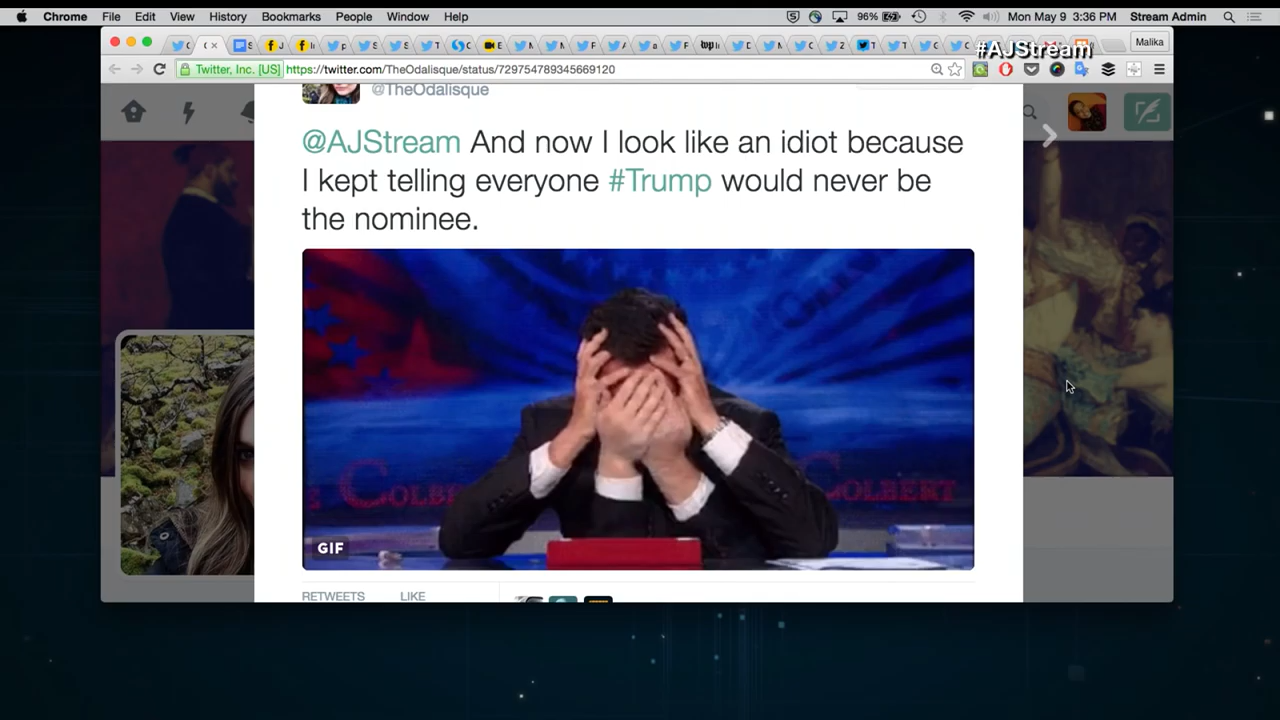 Chrome File Edit View History Bookmarks People Window Help 96% Mon May 9 3:36 PM Stream Admin
Malika
#AJStream
Twitter, Inc. [US] https://twitter.com/TheOdalisque/status/729754789345669120
@TheOdalisque
@AJStream And now I look like an idiot because
I kept telling everyone #Trump would never be
the nominee.
COLBERT
OLBERT
GIF
RETWEETS LIKE